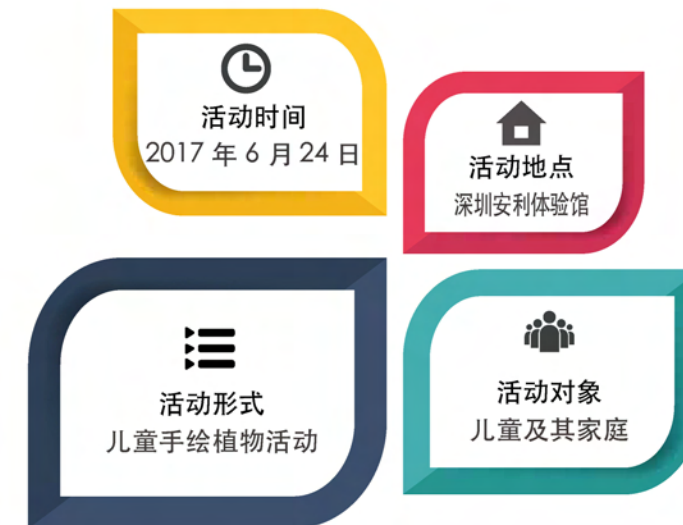 活动时间
2017 年 6 月 24 日
活动地点
深圳安利体验馆
活动形式
儿童手绘植物活动
活动对象
儿童及其家庭